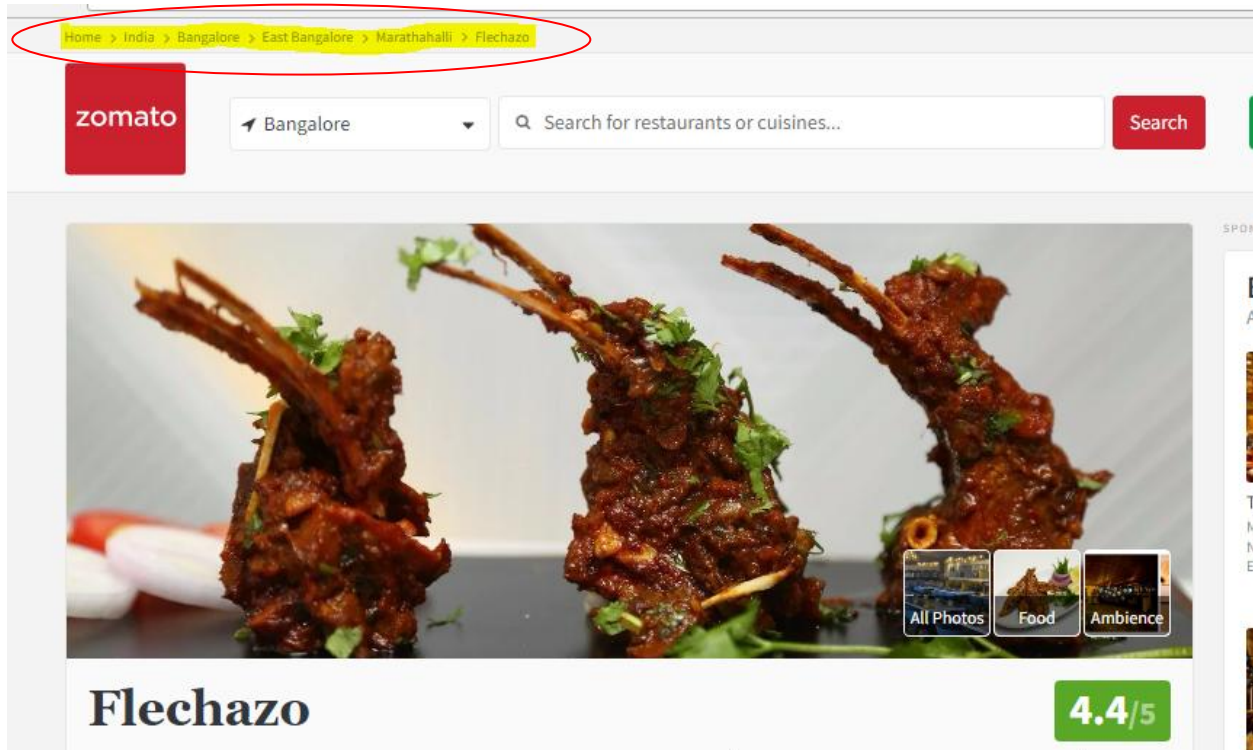 Home > India > Bangalore > East Bangalore > Marathahalli > Flechazo
zomato
Bangalore
Search for restaurants or cuisines...
Search
All Photos
Food
Ambience
Flechazo
4.4/5